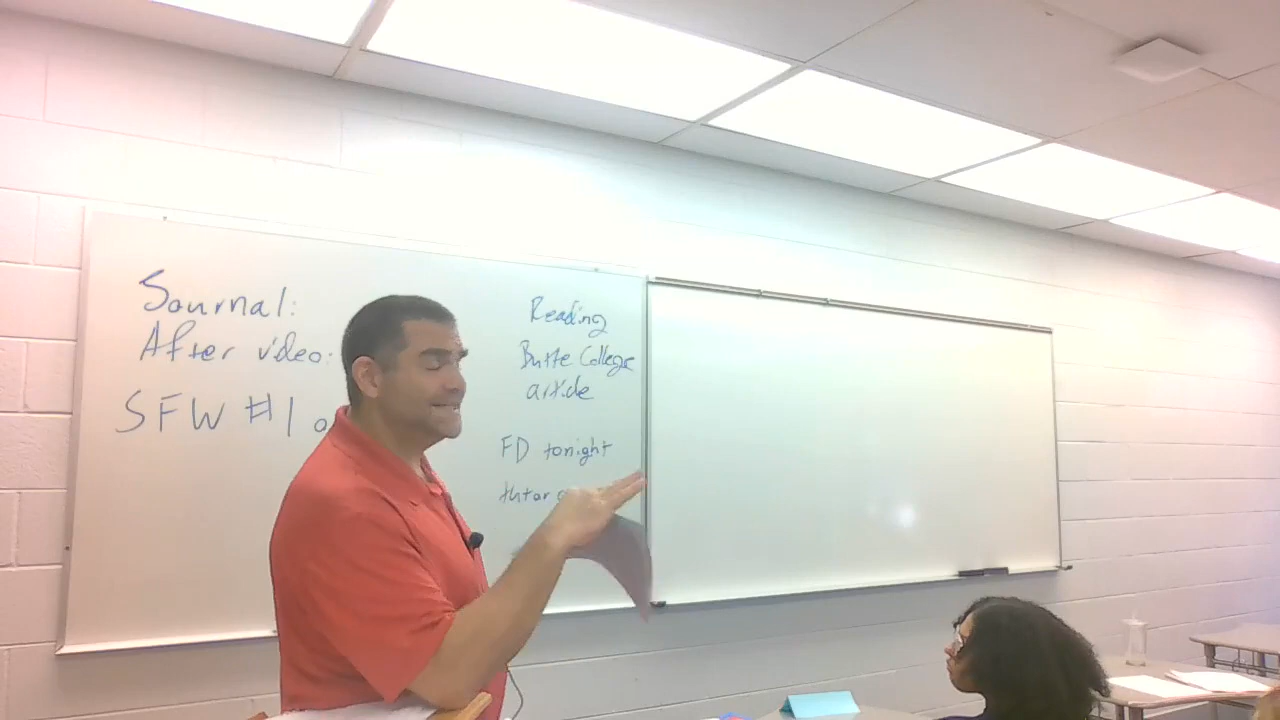 Journal:
After video:
SFW #1
Reading
Butte College
article
FD tonight
tutor